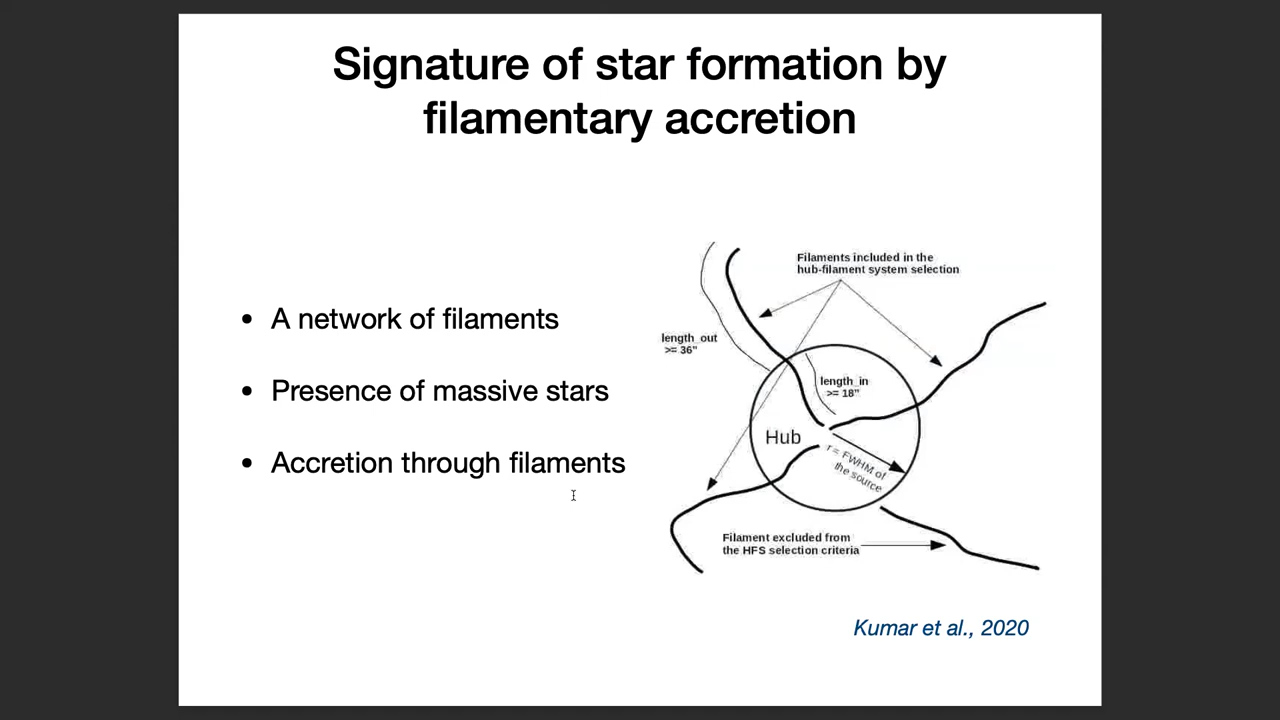 Signature of star formation by
filamentary accretion
• A network of filaments
• Presence of massive stars
• Accretion through filaments
Filaments included in the
hub-filament system selection
length_out
>= 36"
length_in
>= 18"
Hub
r = FWHM of
the source
Filament excluded from
the HFS selection criteria
Kumar et al., 2020